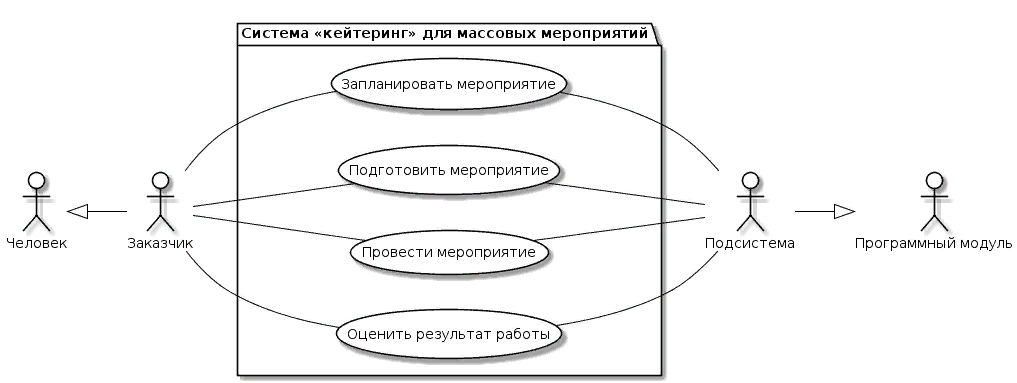 Система «кейтеринг» для массовых мероприятий
Запланировать мероприятие
Подготовить мероприятие
Человек
Заказчик
Подсистема
Программный модуль
Провести мероприятие
Оценить результат работы